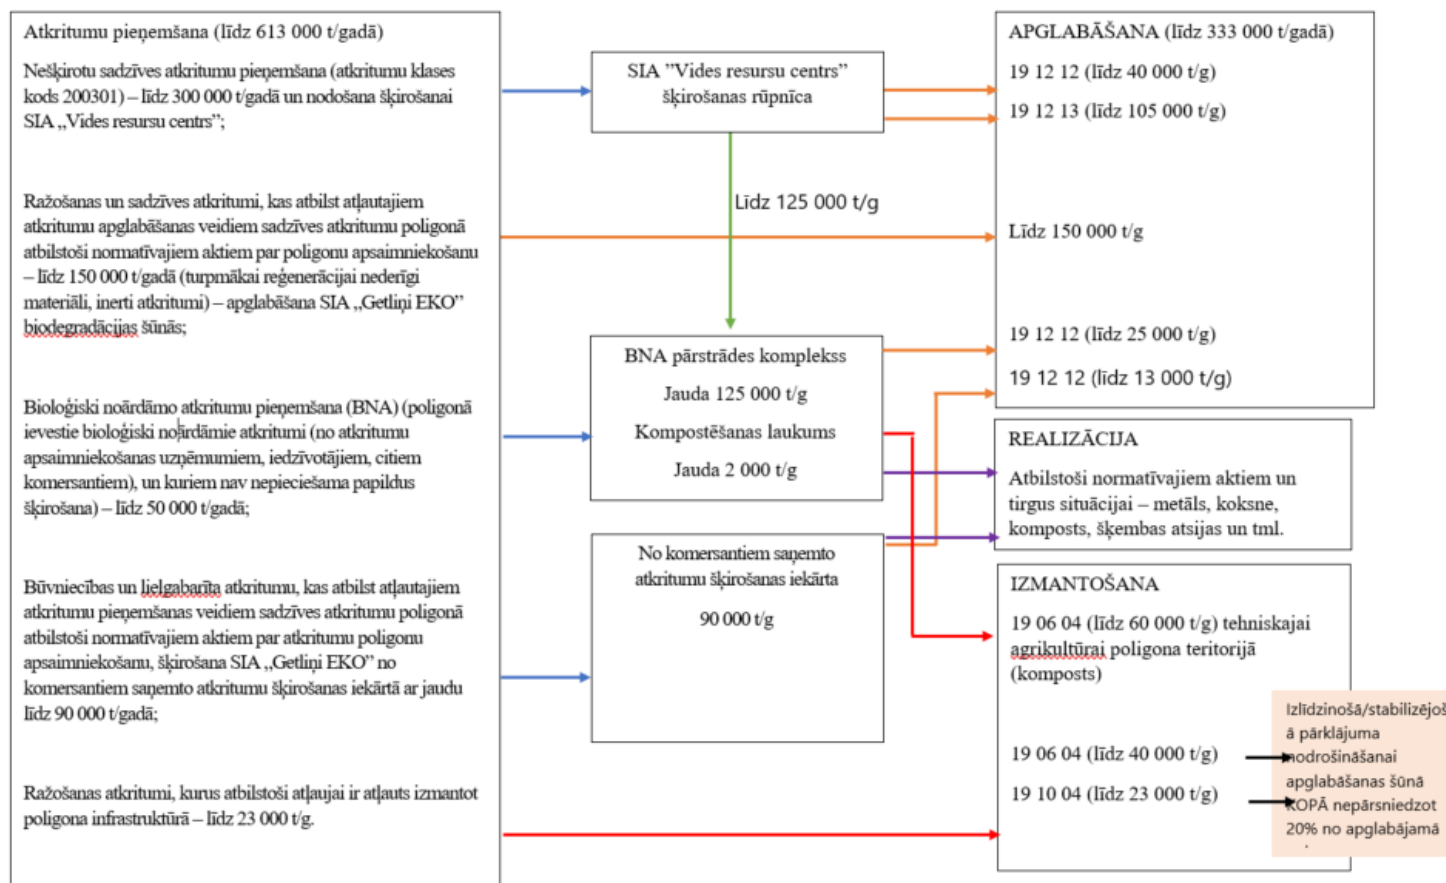 Atkritumu pieņemšana (līdz 613 000 t/gadā)
Nešķirotu sadzīves atkritumu pieņemšana (atkritumu klases
kods 200301) – līdz 300 000 t/gadā un nodošana šķirošanai
SIA „Vides resursu centrs”;
Ražošanas un sadzīves atkritumi, kas atbilst atļautajiem
atkritumu apglabāšanas veidiem sadzīves atkritumu poligonā
atbilstoši normatīvajiem aktiem par poligonu apsaimniekošanu
– līdz 150 000 t/gadā (turpmākai reģenerācijai nederīgi
materiāli, inerti atkritumi) – apglabāšana SIA „Getliņi EKO”
biodegradācijas šūnās;
Bioloģiski noārdāmo atkritumu pieņemšana (BNA) (poligonā
ievestie bioloģiski noārdāmie atkritumi (no atkritumu
apsaimniekošanas uzņēmumiem, iedzīvotājiem, citiem
komersantiem), un kuriem nav nepieciešama papildus
šķirošana) – līdz 50 000 t/gadā;
Būvniecības un lielgabarīta atkritumu, kas atbilst atļautajiem
atkritumu pieņemšanas veidiem sadzīves atkritumu poligonā
atbilstoši normatīvajiem aktiem par atkritumu poligonu
apsaimniekošanu, šķirošana SIA „Getliņi EKO” no
komersantiem saņemto atkritumu šķirošanas iekārtā ar jaudu
līdz 90 000 t/gadā;
Ražošanas atkritumi, kurus atbilstoši atļaujai ir atļauts izmantot
poligona infrastruktūrā – līdz 23 000 t/g.
SIA ”Vides resursu centrs”
šķirošanas rūpnīca
Līdz 125 000 t/g
BNA pārstrādes komplekss
Jauda 125 000 t/g
Kompostēšanas laukums
Jauda 2 000 t/g
No komersantiem saņemto
atkritumu šķirošanas iekārta
90 000 t/g
APGLABĀŠANA (līdz 333 000 t/gadā)
19 12 12 (līdz 40 000 t/g)
19 12 13 (līdz 105 000 t/g)
Līdz 150 000 t/g
19 12 12 (līdz 25 000 t/g)
19 12 12 (līdz 13 000 t/g)
REALIZĀCIJA
Atbilstoši normatīvajiem aktiem un
tirgus situācijai – metāls, koksne,
komposts, šķembas atsijas un tml.
IZMANTOŠANA
19 06 04 (līdz 60 000 t/g) tehniskajai
agrikultūrai poligona teritorijā
(komposts)
19 06 04 (līdz 40 000 t/g)
19 10 04 (līdz 23 000 t/g)
Izlīdzinošā/stabilizējoš
ā pārklājuma
nodrošināšanai
apglabāšanas šūnā
KOPĀ nepārsniedzot
20% no apglabājamā